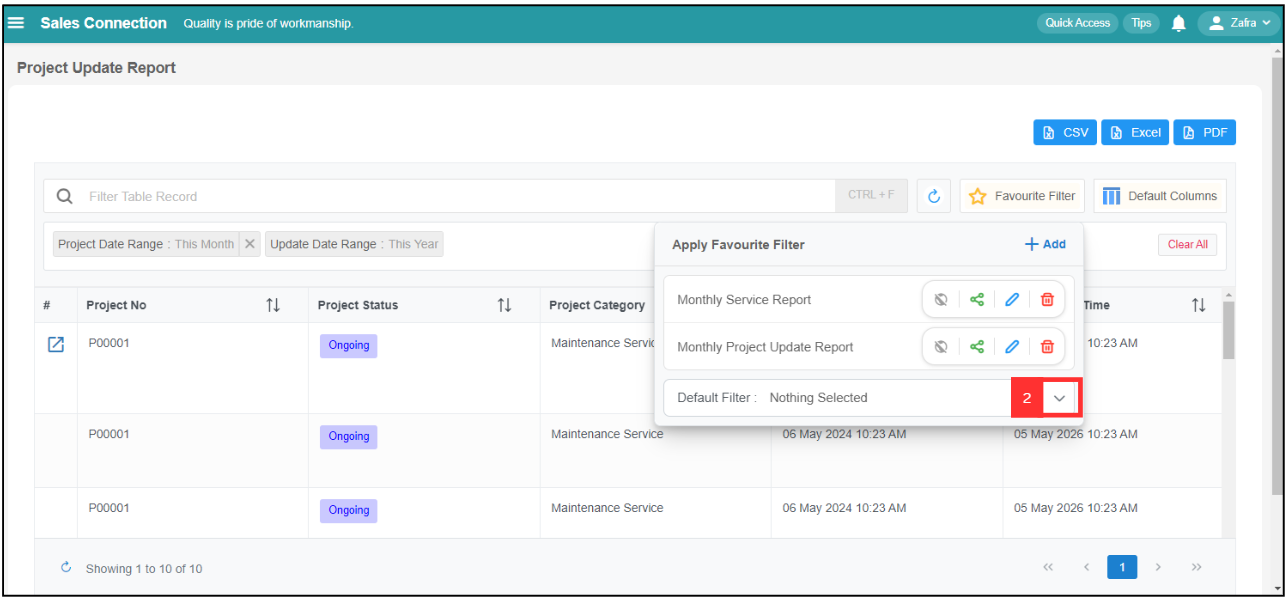 Sales Connection Quality is pride of workmanship. Quick Access Tips Zafra
Project Update Report
CSV Excel PDF
Filter Table Record CTRL + F Favourite Filter Default Columns
Project Date Range : This Month Update Date Range : This Year Clear All
Apply Favourite Filter + Add
Monthly Service Report
Monthly Project Update Report
Default Filter : Nothing Selected 2
# Project No Project Status Project Category Time
P00001 Ongoing Maintenance Servic 10:23 AM
P00001 Ongoing Maintenance Service 06 May 2024 10:23 AM 05 May 2026 10:23 AM
P00001 Ongoing Maintenance Service 06 May 2024 10:23 AM 05 May 2026 10:23 AM
Showing 1 to 10 of 10 << < 1 > >>